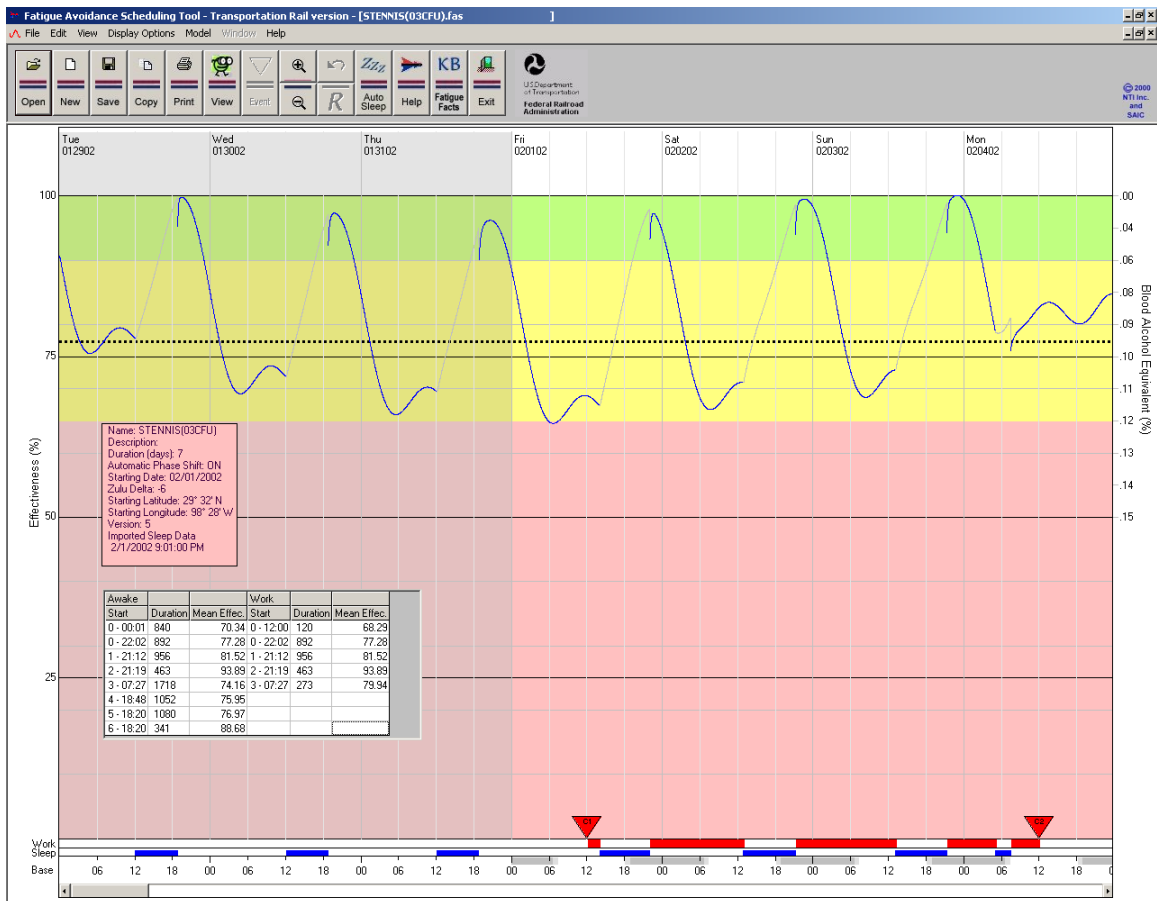 Fatigue Avoidance Scheduling Tool - Transportation Rail version - [STENNIS(03CFU).fas ]
File Edit View Display Options Model Window Help
Open New Save Copy Print View Event R Zzz Auto Sleep Help KB Fatigue Facts Exit
US Department
of Transportation
Federal Railroad
Administration
© 2000
NTI Inc.
and
SAIC
Tue Wed Thu Fri Sat Sun Mon
012902 013002 013102 020102 020202 020302 020402
100
75
50
25
Effectiveness (%)
.00
.04
.06
.08
.09
.10
.11
.12
.13
.14
.15
Blood Alcohol Equivalent (%)
Name: STENNIS(03CFU)
Description:
Duration (days): 7
Automatic Phase Shift: ON
Starting Date: 02/01/2002
Zulu Delta: -6
Starting Latitude: 29° 32' N
Starting Longitude: 98° 28' W
Version: 5
Imported Sleep Data
2/1/2002 9:01:00 PM
Awake Work
Start Duration Mean Effec. Start Duration Mean Effec.
0 - 00:01 840 70.34 0 - 12:00 120 68.29
0 - 22:02 892 77.28 0 - 22:02 892 77.28
1 - 21:12 956 81.52 1 - 21:12 956 81.52
2 - 21:19 463 93.89 2 - 21:19 463 93.89
3 - 07:27 1718 74.16 3 - 07:27 273 79.94
4 - 18:48 1052 75.95
5 - 18:20 1080 76.97
6 - 18:20 341 88.68
Work
Sleep
Base 06 12 18 00 06 12 18 00 06 12 18 00 06 12 18 00 06 12 18 00 06 12 18 00 06 12 18